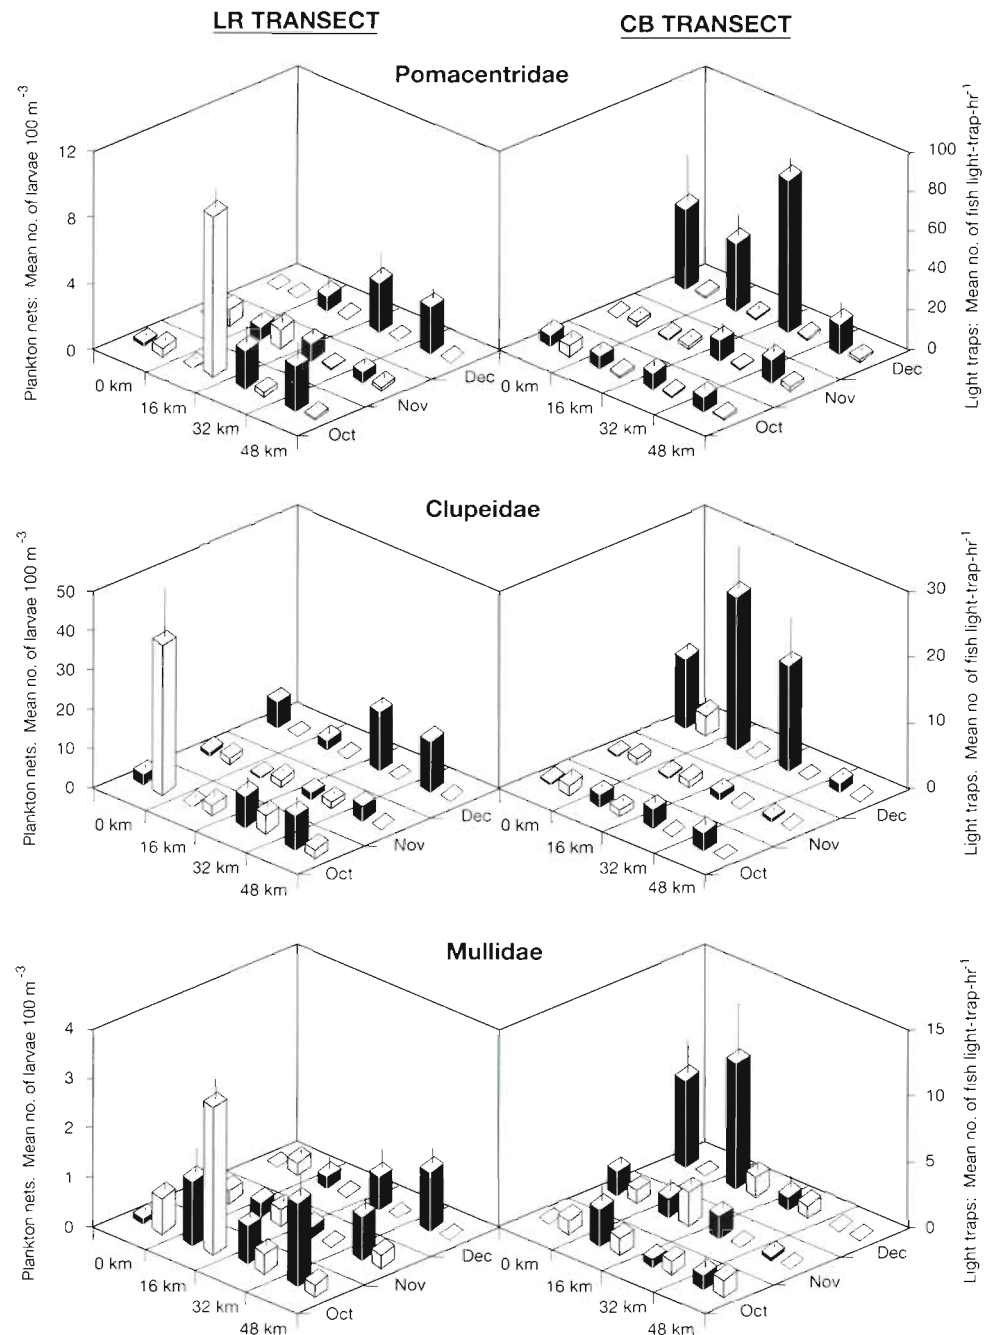 LR TRANSECT
CB TRANSECT
Pomacentridae
Plankton nets: Mean no. of larvae 100 m-3
12
8
4
0
100
80
60
40
20
0
Light traps: Mean no. of fish light-trap-hr-1
0 km
16 km
32 km
48 km
Oct
Nov
Dec
0 km
16 km
32 km
48 km
Oct
Nov
Dec
Clupeidae
Plankton nets. Mean no. of larvae 100 m-3
50
40
30
20
10
0
30
20
10
0
Light traps. Mean no of fish light-trap-hr-1
0 km
16 km
32 km
48 km
Oct
Nov
Dec
0 km
16 km
32 km
48 km
Oct
Nov
Dec
Mullidae
Plankton nets. Mean no. of larvae 100 m-3
4
3
2
1
0
15
10
5
0
Light traps: Mean no. of fish light-trap-hr-1
0 km
16 km
32 km
48 km
Oct
Nov
Dec
0 km
16 km
32 km
48 km
Oct
Nov
Dec